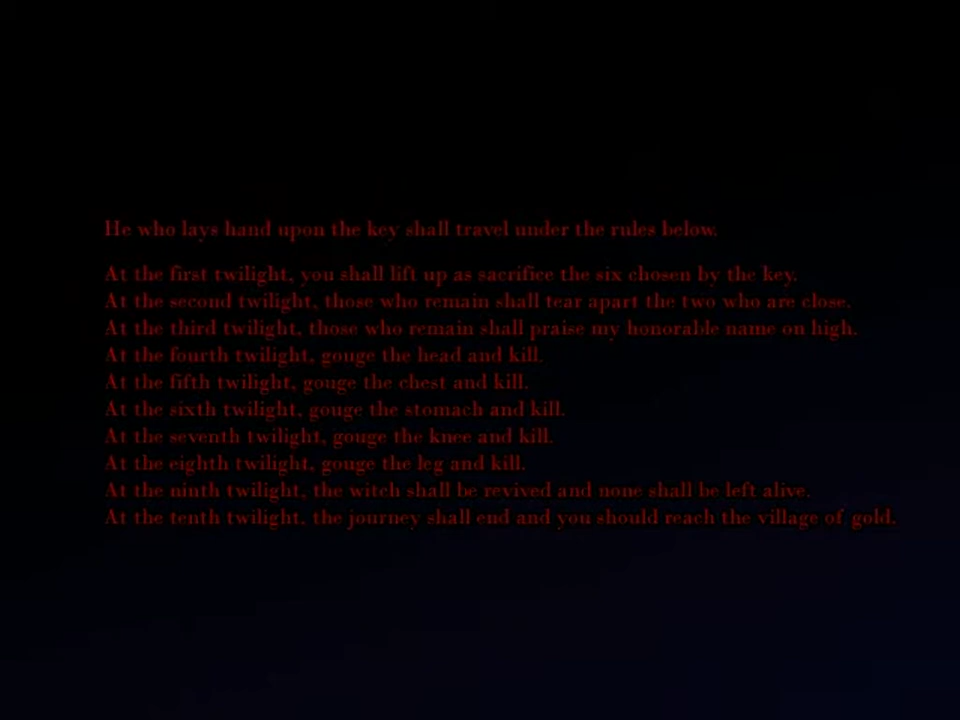 He who lays hand upon the key shall travel under the rules below.
At the first twilight, you shall lift up as sacrifice the six chosen by the key.
At the second twilight, those who remain shall tear apart the two who are close.
At the third twilight, those who remain shall praise my honorable name on high.
At the fourth twilight, gouge the head and kill.
At the fifth twilight, gouge the chest and kill.
At the sixth twilight, gouge the stomach and kill.
At the seventh twilight, gouge the knee and kill.
At the eighth twilight, gouge the leg and kill.
At the ninth twilight, the witch shall be revived and none shall be left alive.
At the tenth twilight, the journey shall end and you should reach the village of gold.